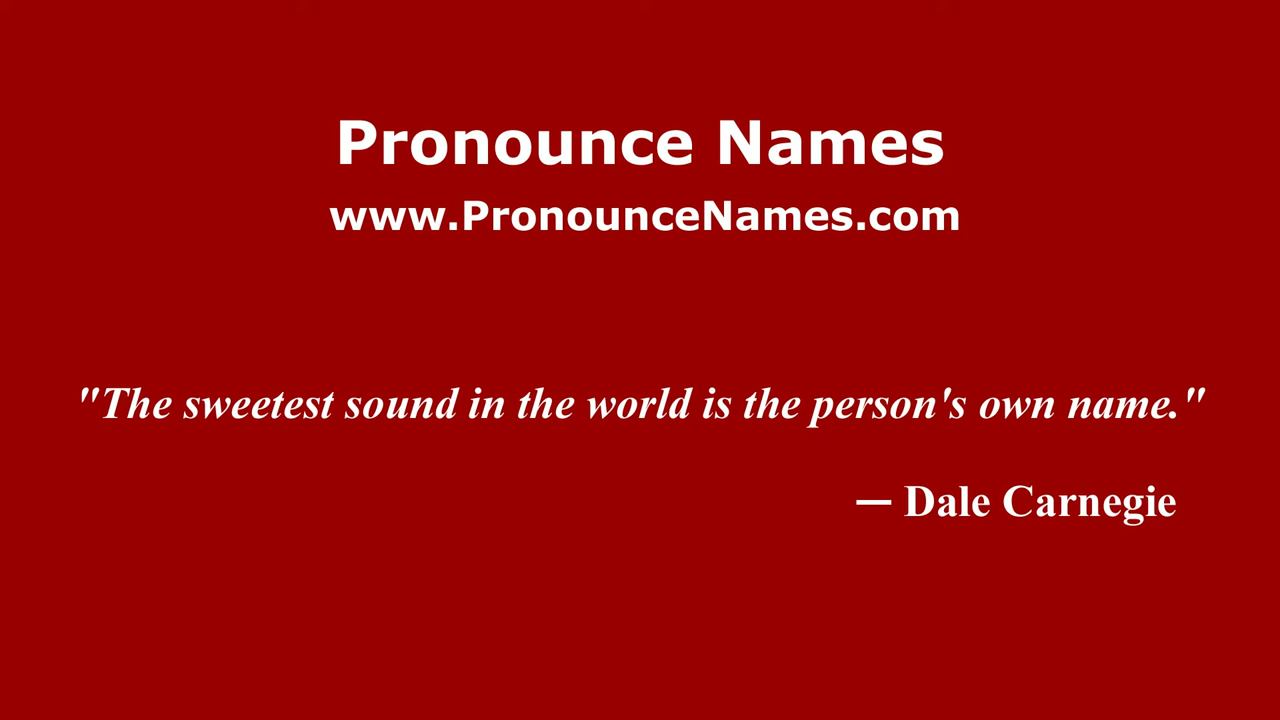 Pronounce Names
www.PronounceNames.com
"The sweetest sound in the world is the person's own name."
— Dale Carnegie